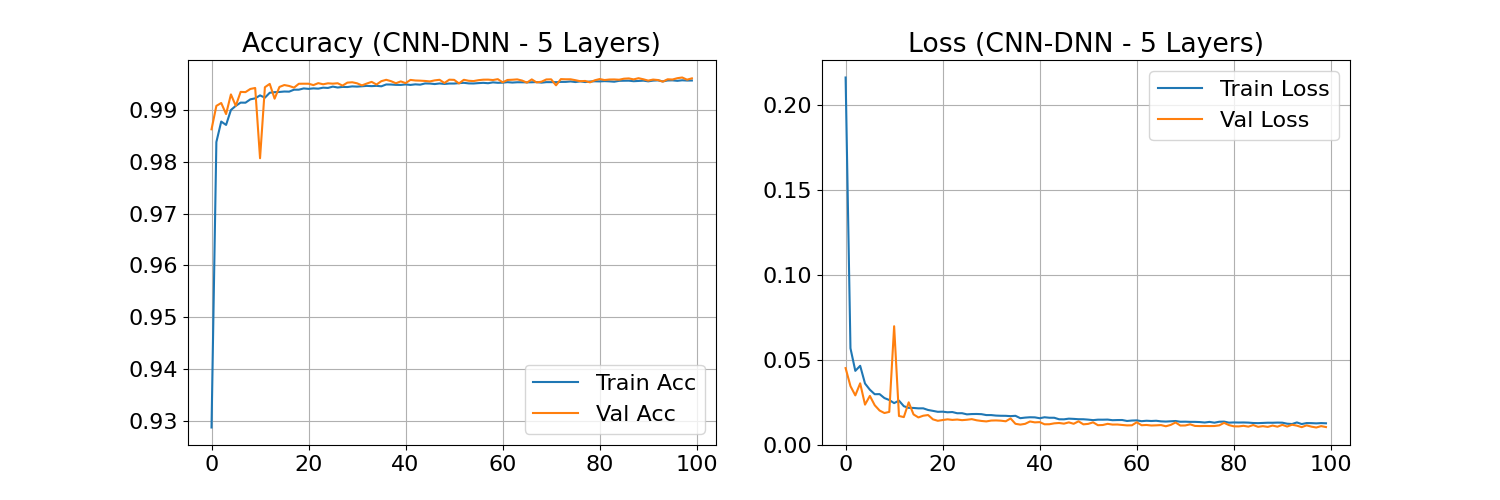 Accuracy (CNN-DNN - 5 Layers)
0.99
0.98
0.97
0.96
0.95
0.94
0.93
0 20 40 60 80 100
Train Acc
Val Acc
Loss (CNN-DNN - 5 Layers)
0.20
0.15
0.10
0.05
0.00
0 20 40 60 80 100
Train Loss
Val Loss